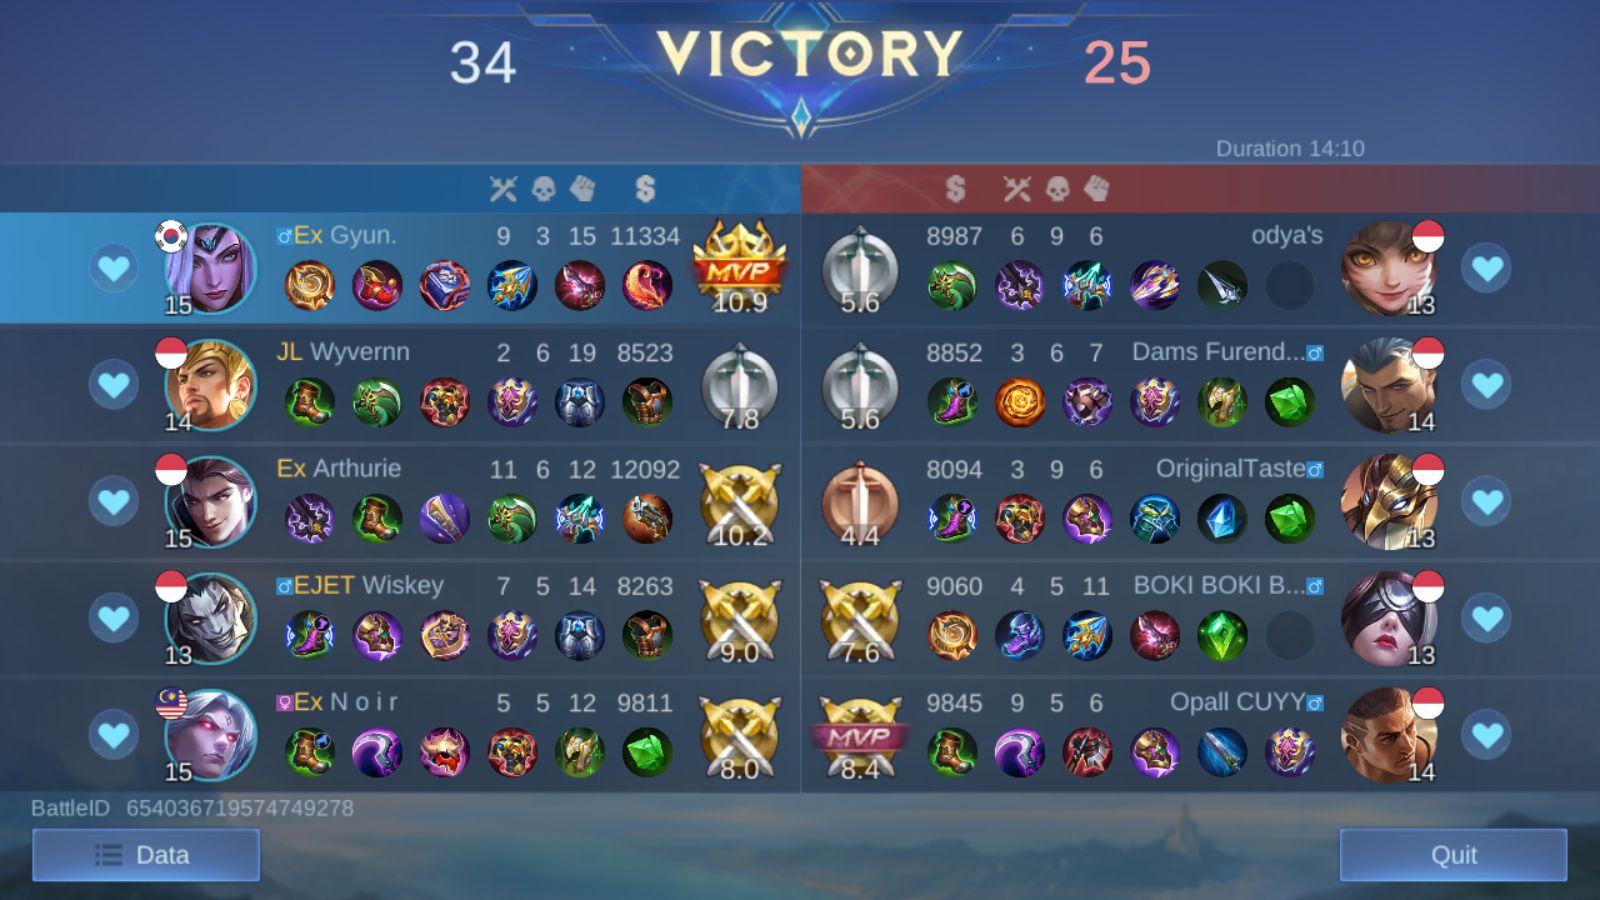 34 VICTORY 25
Duration 14:10
Ex Gyun. 9 3 15 11334 MVP 10.9 15
5.6 8987 6 9 6 odya's 13
JL Wyvernn 2 6 19 8523 7.8 14
5.6 8852 3 6 7 Dams Furend... 14
Ex Arthurie 11 6 12 12092 10.2 15
4.4 8094 3 9 6 OriginalTaste 13
EJET Wiskey 7 5 14 8263 9.0 13
7.6 9060 4 5 11 BOKI BOKI B... 13
Ex N o i r 5 5 12 9811 8.0 15
MVP 8.4 9845 9 5 6 Opall CUYY 14
BattleID 654036719574749278
Data
Quit